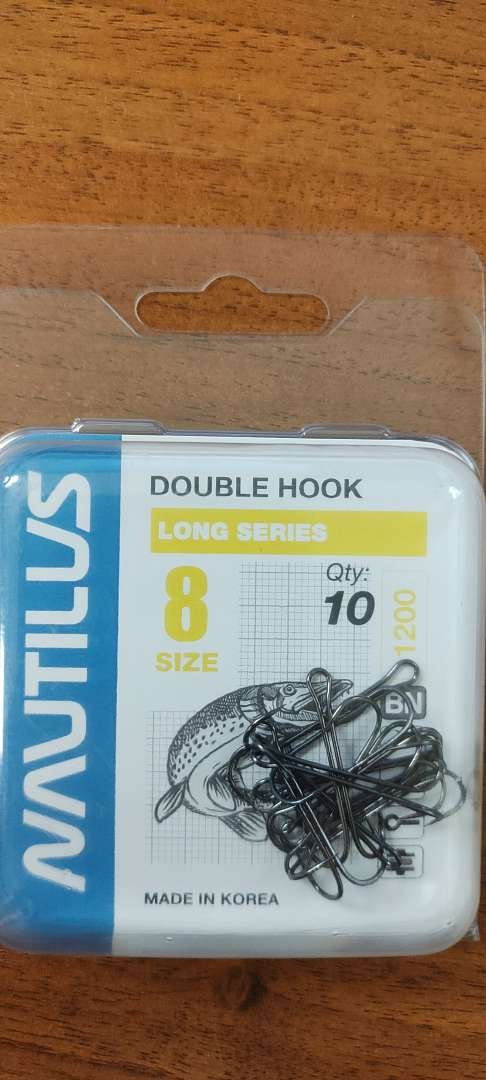 NAUTILUS
DOUBLE HOOK
LONG SERIES
8
SIZE
Qty:
10
1200
BN
MADE IN KOREA